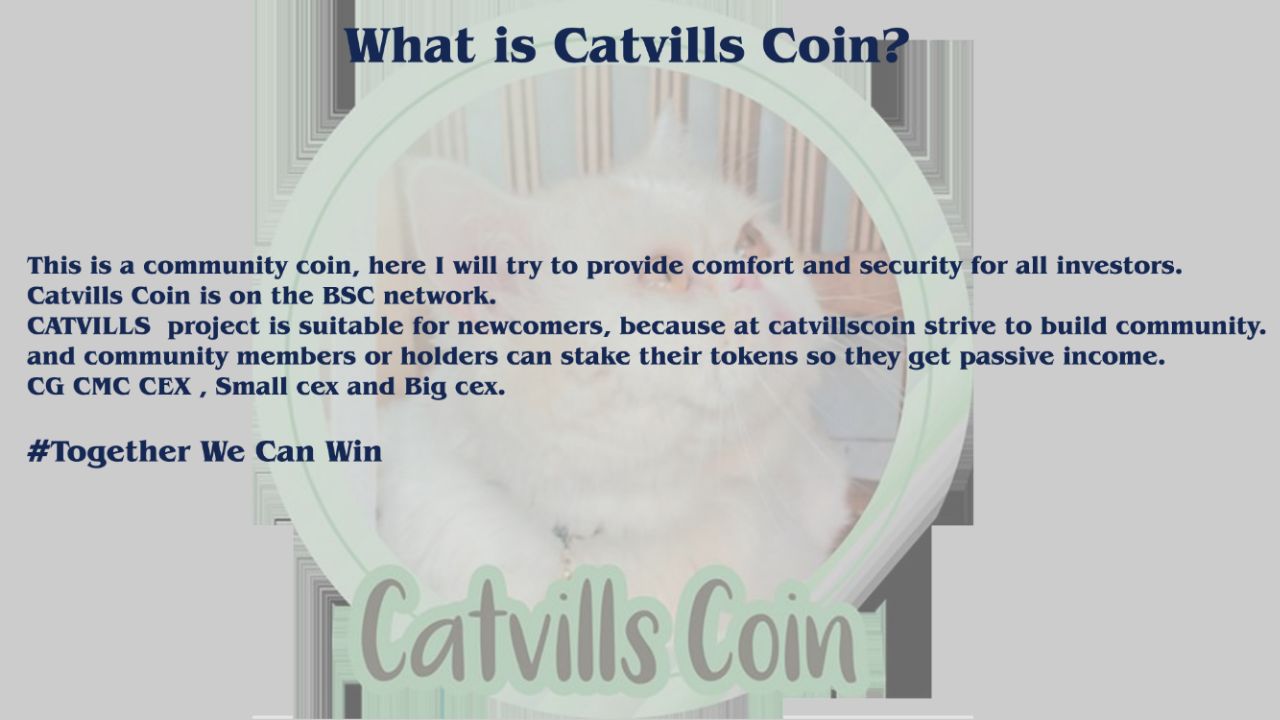 What is Catvills Coin?
This is a community coin, here I will try to provide comfort and security for all investors.
Catvills Coin is on the BSC network.
CATVILLS  project is suitable for newcomers, because at catvillscoin strive to build community.
and community members or holders can stake their tokens so they get passive income.
CG CMC CEX , Small cex and Big cex.
#Together We Can Win
Catvills Coin